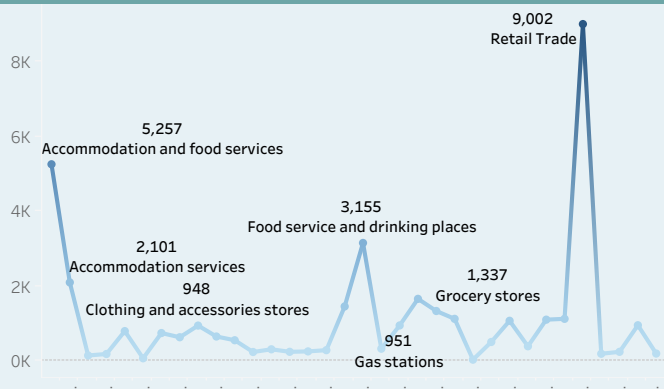 9,002
Retail Trade
8K
6K
5,257
Accommodation and food services
4K
3,155
Food service and drinking places
2,101
Accommodation services
2K
948
Clothing and accessories stores
1,337
Grocery stores
951
Gas stations
0K